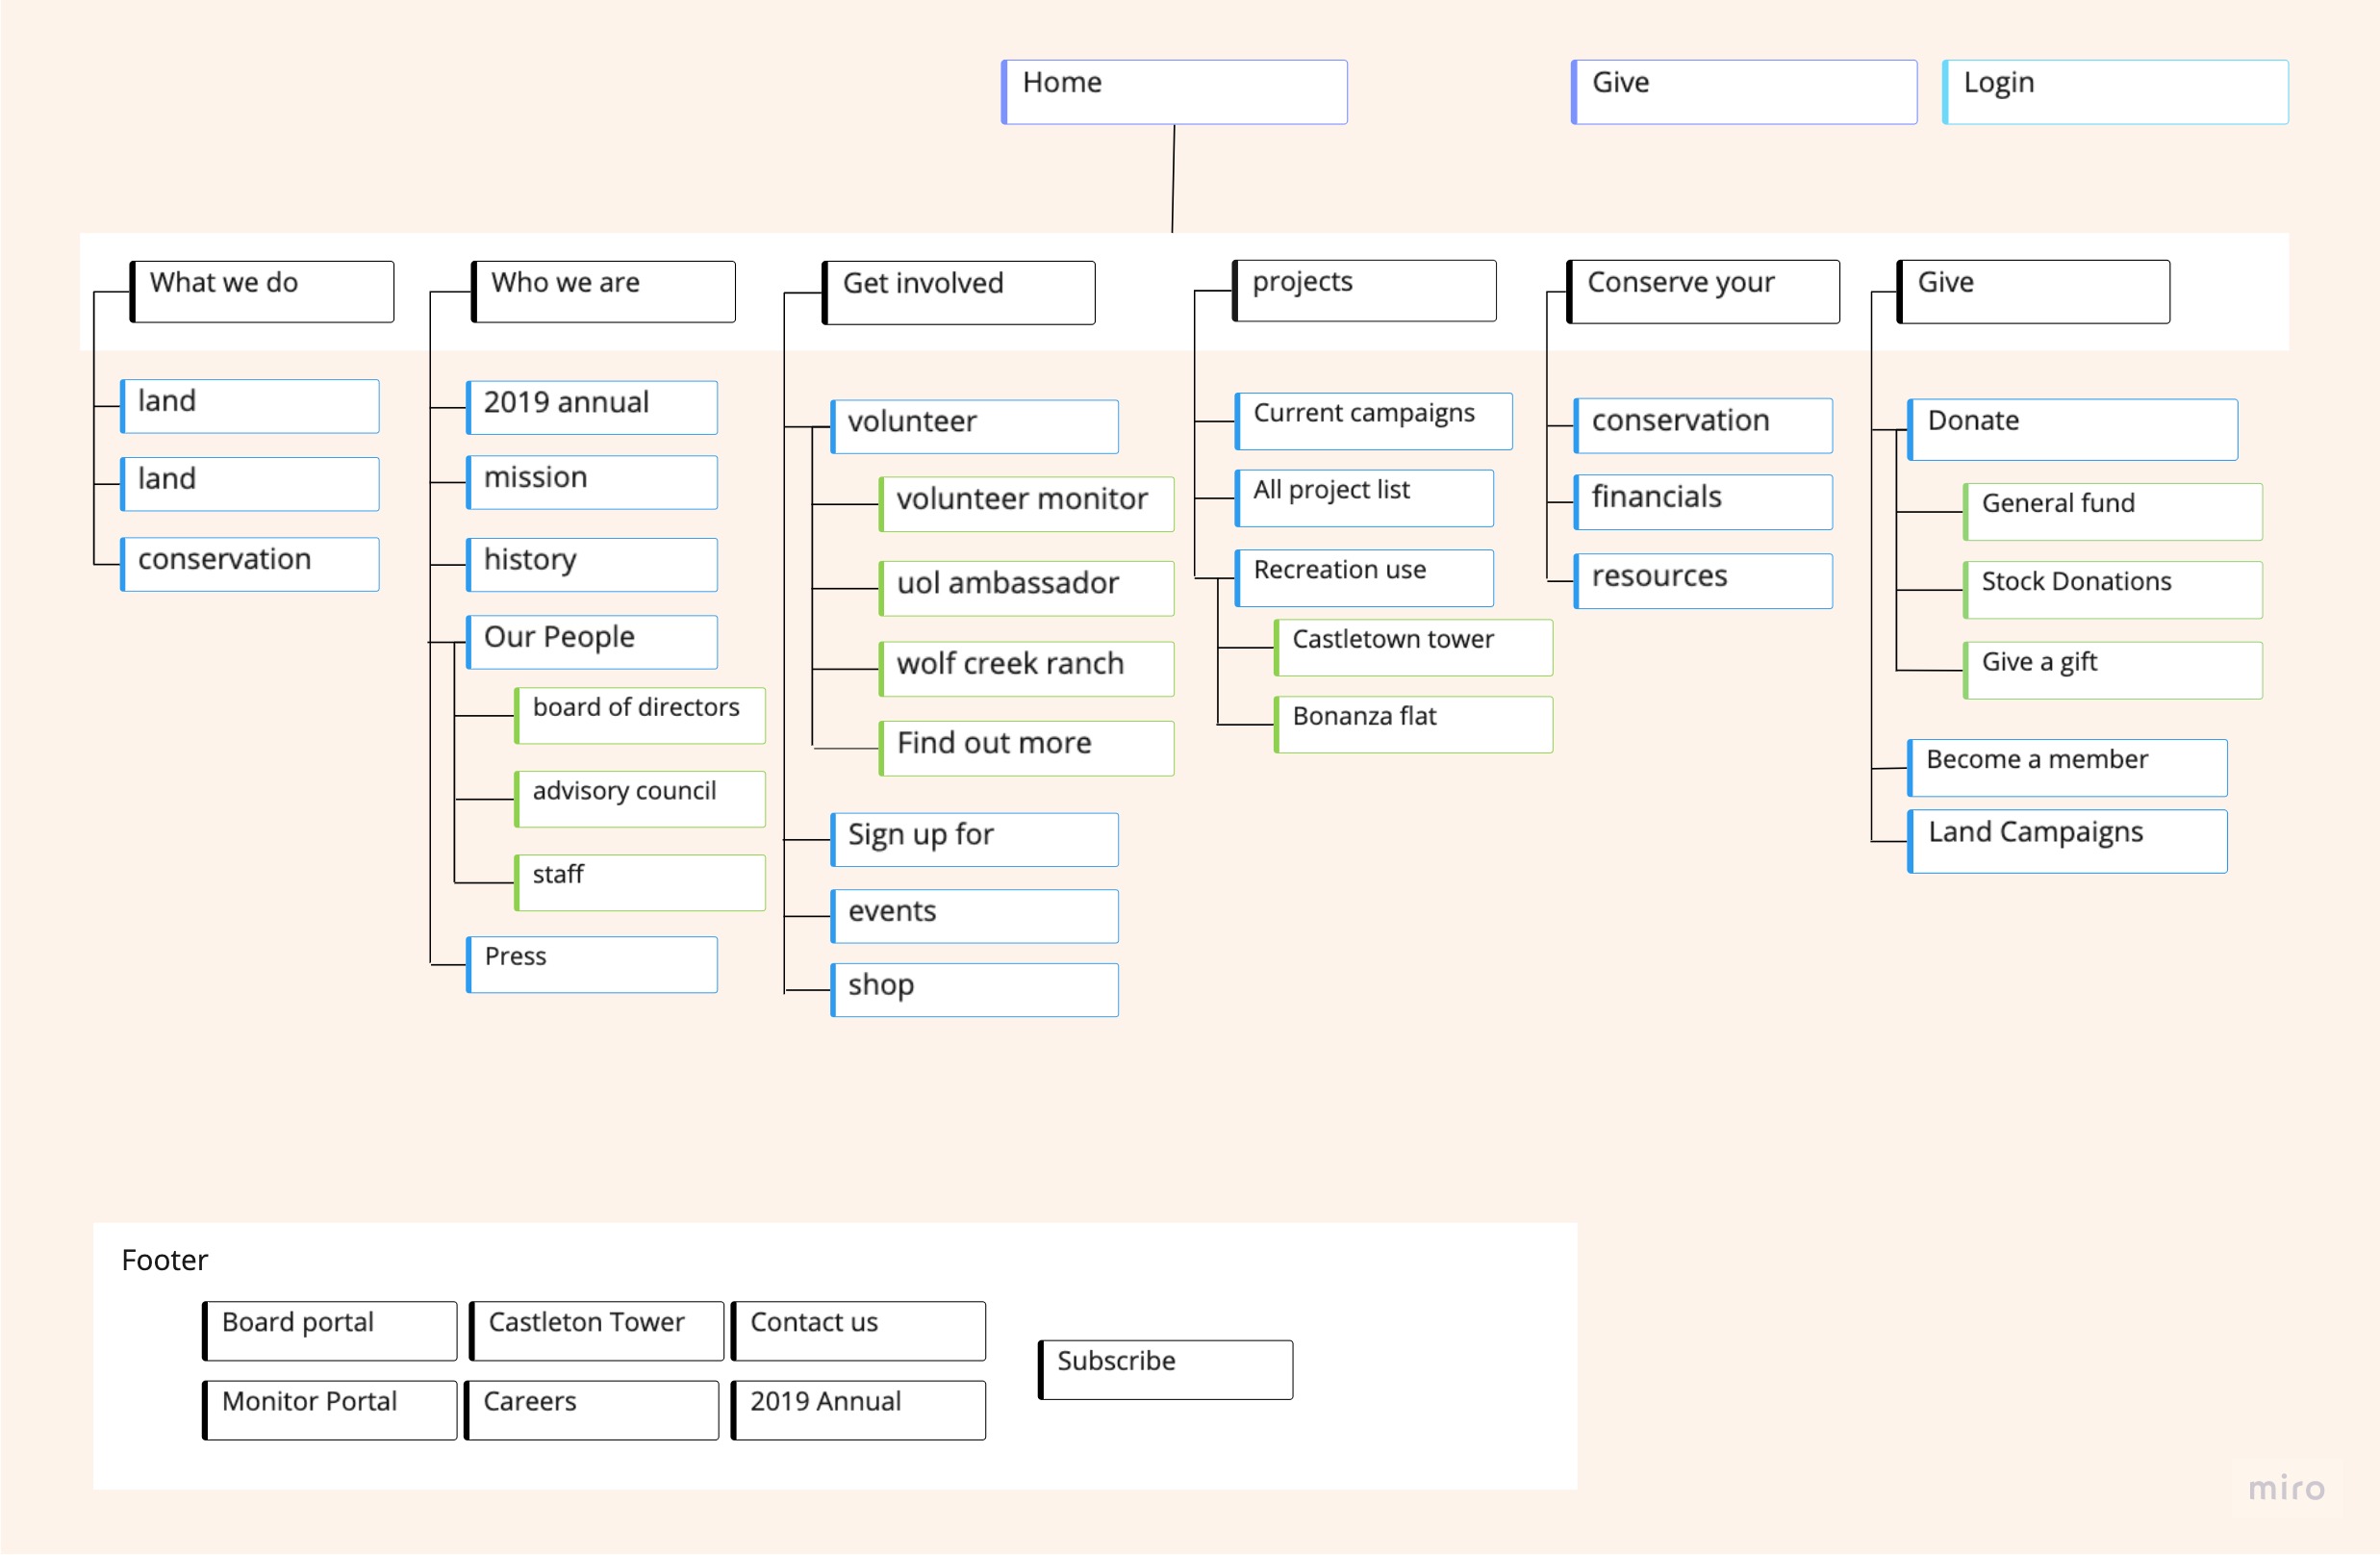 Home
Give
Login
What we do
Who we are
Get involved
projects
Conserve your
Give
land
land
conservation
2019 annual
mission
history
Our People
board of directors
advisory council
staff
Press
volunteer
volunteer monitor
uol ambassador
wolf creek ranch
Find out more
Sign up for
events
shop
Current campaigns
All project list
Recreation use
Castletown tower
Bonanza flat
conservation
financials
resources
Donate
General fund
Stock Donations
Give a gift
Become a member
Land Campaigns
Footer
Board portal
Castleton Tower
Contact us
Subscribe
Monitor Portal
Careers
2019 Annual
miro